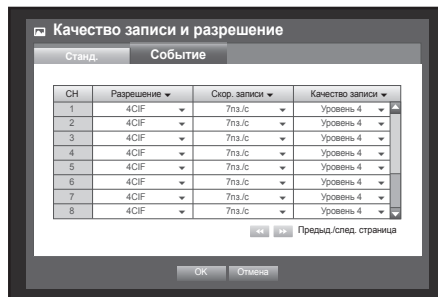 Качество записи и разрешение
Станд. Событие
CH Разрешение Скор. записи Качество записи
1 4CIF 7пз./с Уровень 4
2 4CIF 7пз./с Уровень 4
3 4CIF 7пз./с Уровень 4
4 4CIF 7пз./с Уровень 4
5 4CIF 7пз./с Уровень 4
6 4CIF 7пз./с Уровень 4
7 4CIF 7пз./с Уровень 4
8 4CIF 7пз./с Уровень 4
Предыд./след. страница
OK Отмена